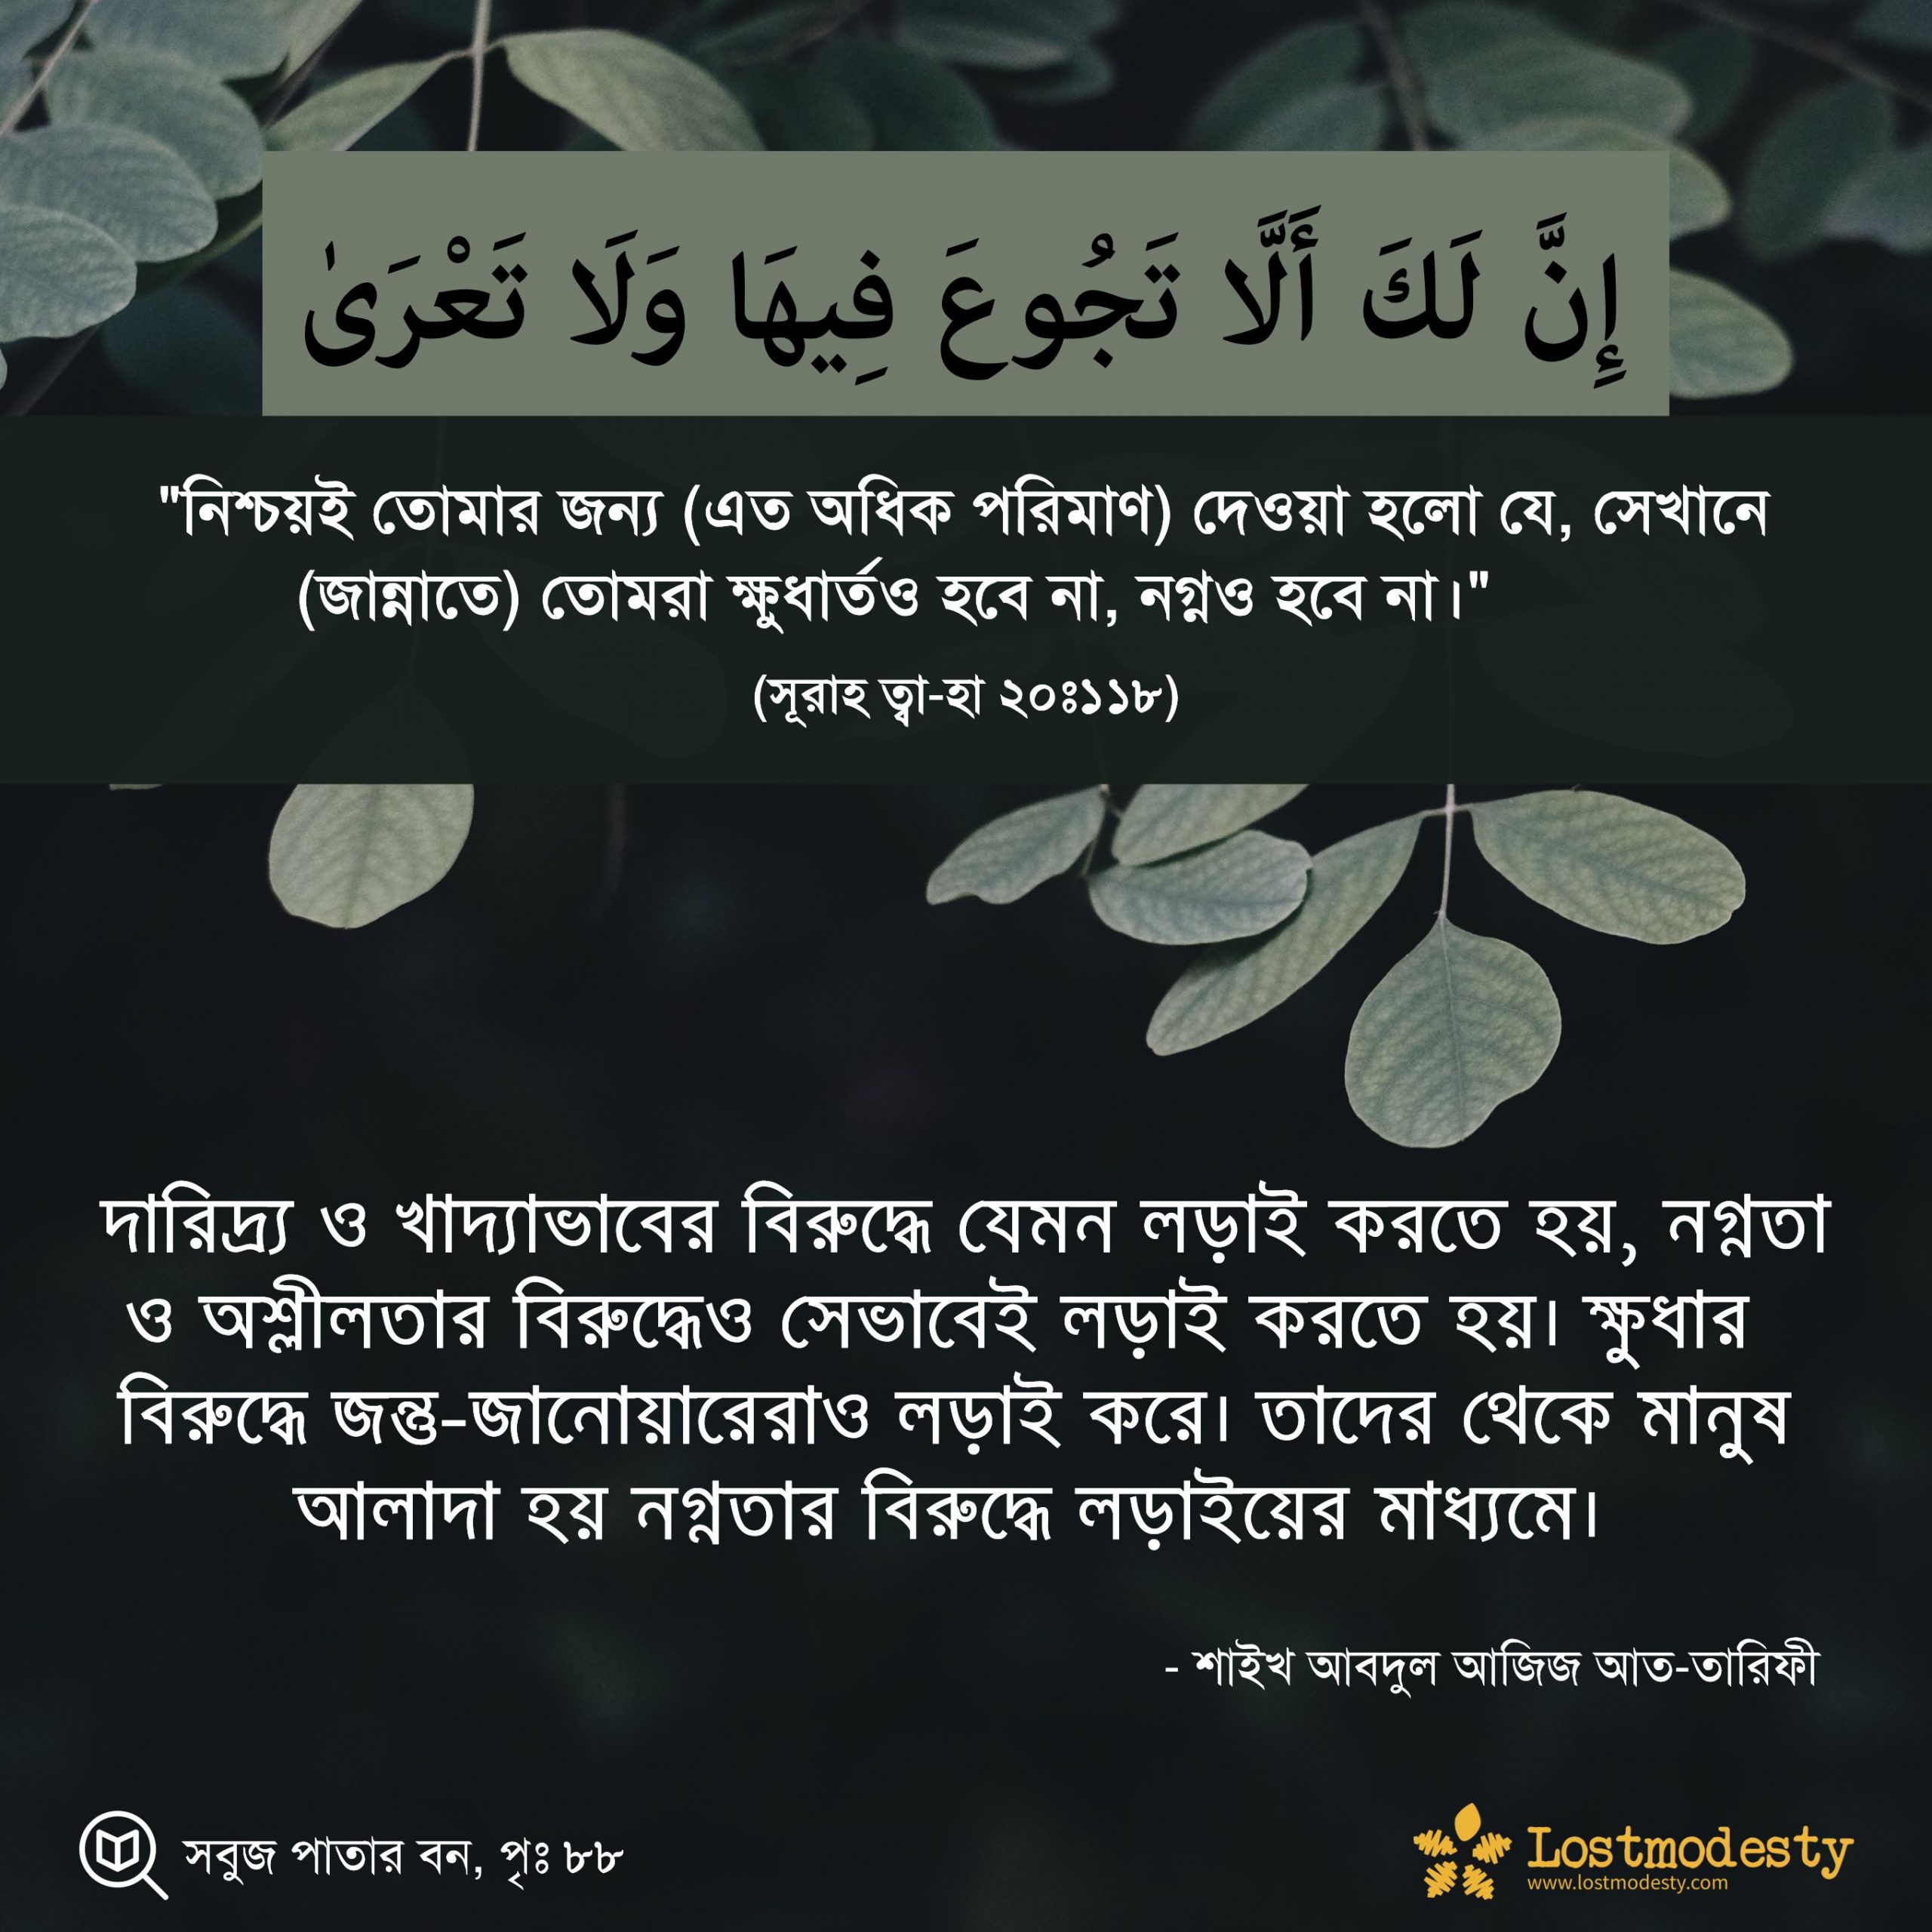 إِنَّ لَكَ أَلَّا تَجُوعَ فِيهَا وَلَا تَعْرَىٰ
"নিশ্চয়ই তোমার জন্য (এত অধিক পরিমাণ) দেওয়া হলো যে, সেখানে
(জান্নাতে) তোমরা ক্ষুধার্তও হবে না, নগ্নও হবে না।"
(সূরাহ ত্বা-হা ২০ঃ১১৮)
দারিদ্র্য ও খাদ্যাভাবের বিরুদ্ধে যেমন লড়াই করতে হয়, নগ্নতা
ও অশ্লীলতার বিরুদ্ধেও সেভাবেই লড়াই করতে হয়। ক্ষুধার
বিরুদ্ধে জন্তু-জানোয়ারেরাও লড়াই করে। তাদের থেকে মানুষ
আলাদা হয় নগ্নতার বিরুদ্ধে লড়াইয়ের মাধ্যমে।
- শাইখ আবদুল আজিজ আত-তারিফী
সবুজ পাতার বন, পৃঃ ৮৮
Lostmodesty
www.lostmodesty.com